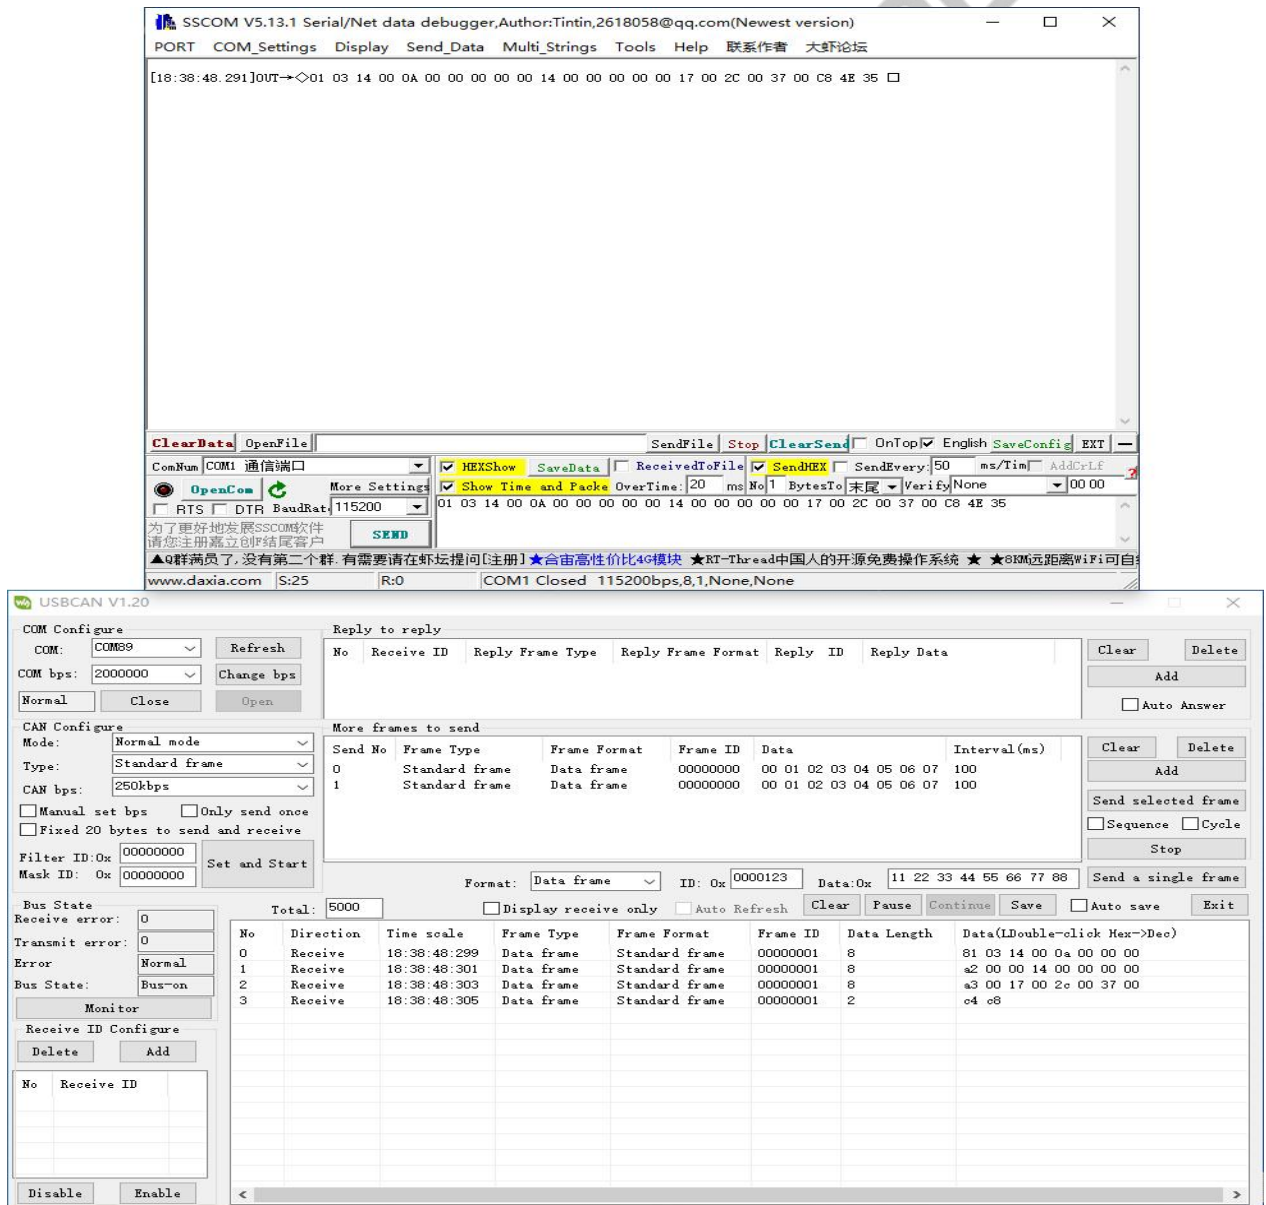 SSCOM V5.13.1 Serial/Net data debugger,Author:Tintin,2618058@qq.com(Newest version)
PORT COM_Settings Display Send_Data Multi_Strings Tools Help 联系作者 大虾论坛
[18:38:48.291]OUT→◇01 03 14 00 0A 00 00 00 00 00 14 00 00 00 00 00 17 00 2C 00 37 00 C8 4E 35 □
ClearData OpenFile SendFile Stop ClearSend OnTop English SaveConfig EXT —
ComNum COM1 通信端口 HEXShow SaveData ReceivedToFile SendHEX SendEvery: 50 ms/Tim AddCrLf
OpenCom More Settings Show Time and Packe OverTime: 20 ms No 1 BytesTo 末尾 Verify None 00 00
RTS DTR BaudRat 115200 01 03 14 00 0A 00 00 00 00 00 14 00 00 00 00 00 17 00 2C 00 37 00 C8 4E 35
为了更好地发展SSCOM软件
请您注册嘉立创F结尾客户
SEND
▲Q群满员了,没有第二个群.有需要请在虾坛提问[注册] ★合宙高性价比4G模块 ★RT-Thread中国人的开源免费操作系统 ★ ★8KM远距离WiFi可自
www.daxia.com S:25 R:0 COM1 Closed 115200bps,8,1,None,None
USBCAN V1.20
COM Configure
COM: COM89 Refresh
COM bps: 2000000 Change bps
Normal Close Open
Reply to reply
No Receive ID Reply Frame Type Reply Frame Format Reply ID Reply Data
Clear Delete
Add
Auto Answer
CAN Configure
Mode: Normal mode
Type: Standard frame
CAN bps: 250kbps
Manual set bps Only send once
Fixed 20 bytes to send and receive
Filter ID:0x 00000000
Mask ID: 0x 00000000
Set and Start
More frames to send
Send No Frame Type Frame Format Frame ID Data Interval(ms)
0 Standard frame Data frame 00000000 00 01 02 03 04 05 06 07 100
1 Standard frame Data frame 00000000 00 01 02 03 04 05 06 07 100
Clear Delete
Add
Send selected frame
Sequence Cycle
Stop
Format: Data frame ID: 0x 0000123 Data:0x 11 22 33 44 55 66 77 88 Send a single frame
Bus State
Receive error: 0
Transmit error: 0
Error Normal
Bus State: Bus-on
Monitor
Total: 5000 Display receive only Auto Refresh Clear Pause Continue Save Auto save Exit
No Direction Time scale Frame Type Frame Format Frame ID Data Length Data(LDouble-click Hex->Dec)
0 Receive 18:38:48:299 Data frame Standard frame 00000001 8 81 03 14 00 0a 00 00 00
1 Receive 18:38:48:301 Data frame Standard frame 00000001 8 a2 00 00 14 00 00 00 00
2 Receive 18:38:48:303 Data frame Standard frame 00000001 8 a3 00 17 00 2c 00 37 00
3 Receive 18:38:48:305 Data frame Standard frame 00000001 2 c4 c8
Receive ID Configure
Delete Add
No Receive ID
Disable Enable